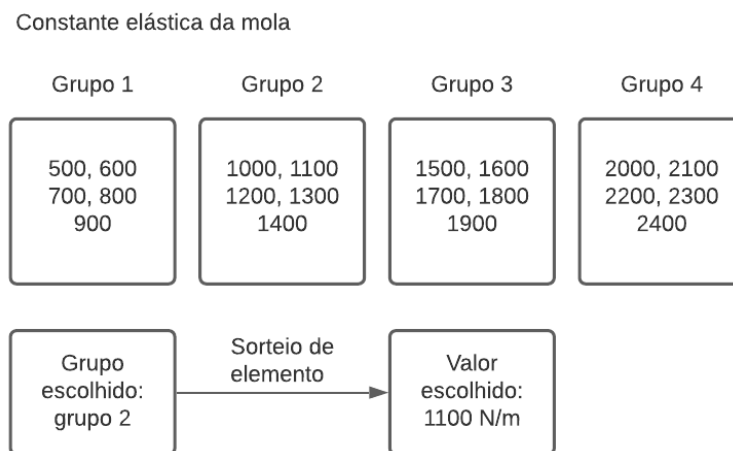 Constante elástica da mola
Grupo 1
Grupo 2
Grupo 3
Grupo 4
500, 600
700, 800
900
1000, 1100
1200, 1300
1400
1500, 1600
1700, 1800
1900
2000, 2100
2200, 2300
2400
Grupo
escolhido:
grupo 2
Sorteio de
elemento
Valor
escolhido:
1100 N/m